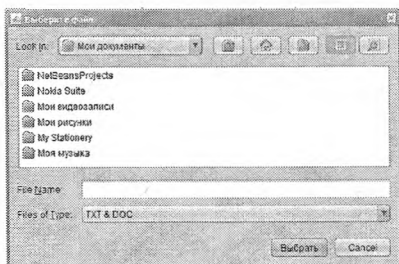 Выберите файл
Look in: Мои документы
NetBeansProjects
Nokia Suite
Мои видеозаписи
Мои рисунки
My Stationery
Моя музыка
File Name:
Files of Type: TXT & DOC
Выбрать Cancel